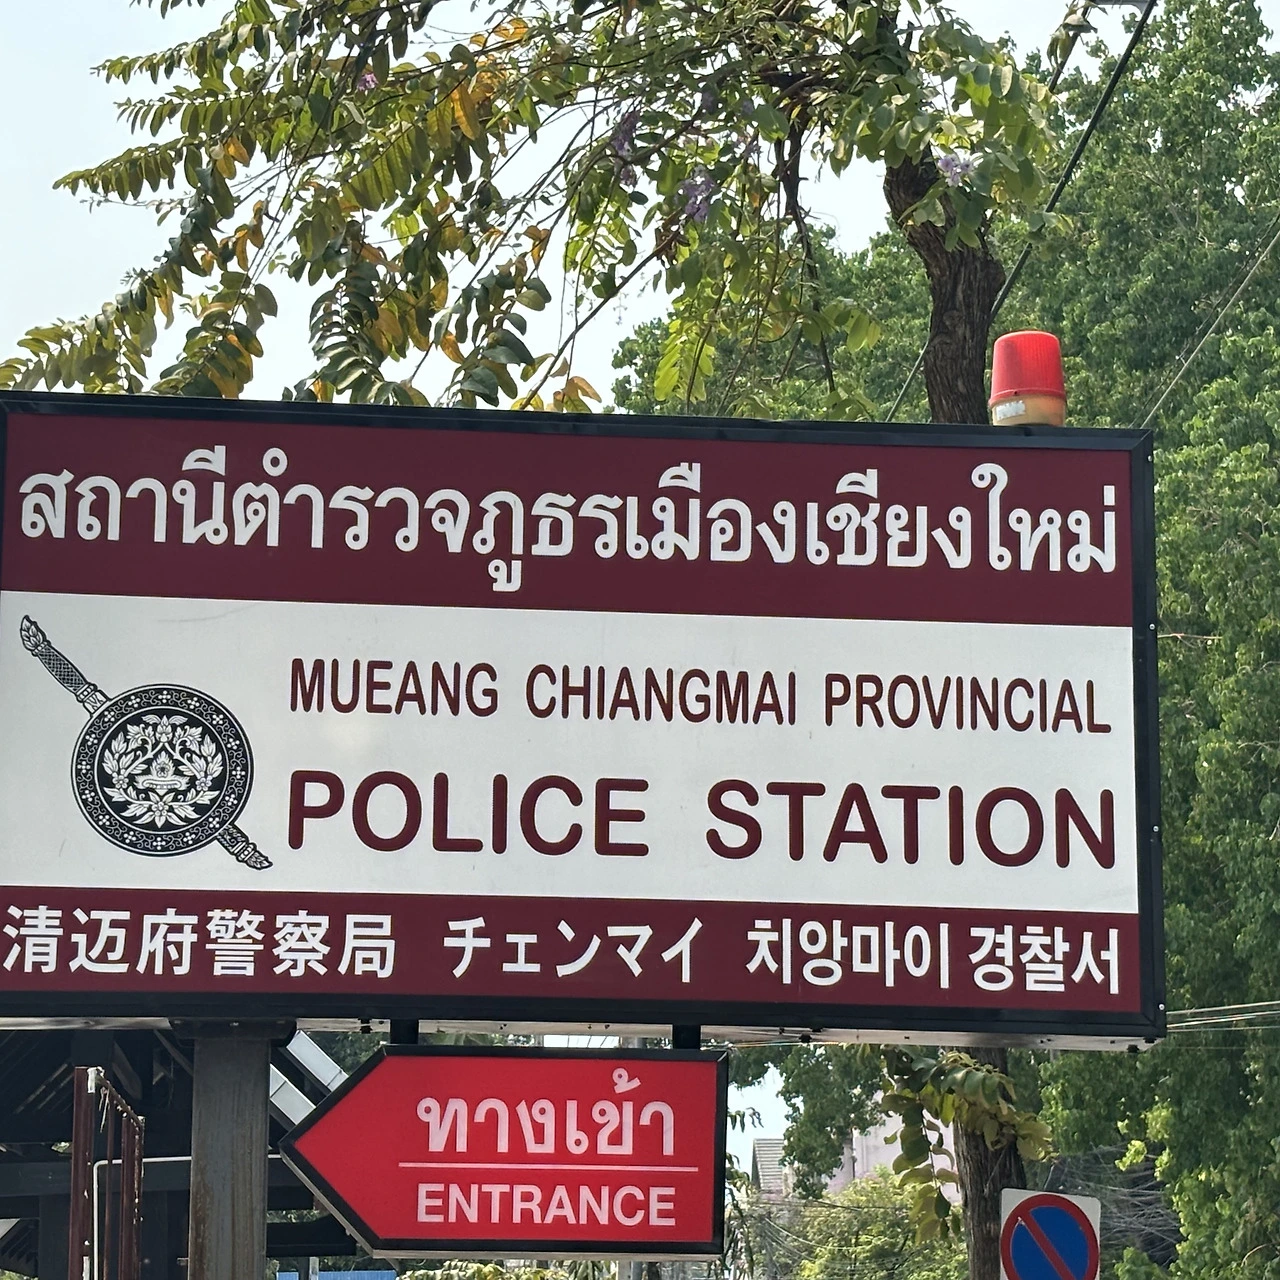 สถานีตำรวจภูธรเมืองเชียงใหม่
MUEANG CHIANGMAI PROVINCIAL
POLICE STATION
清迈府警察局 チェンマイ 치앙마이 경찰서
ทางเข้า
ENTRANCE